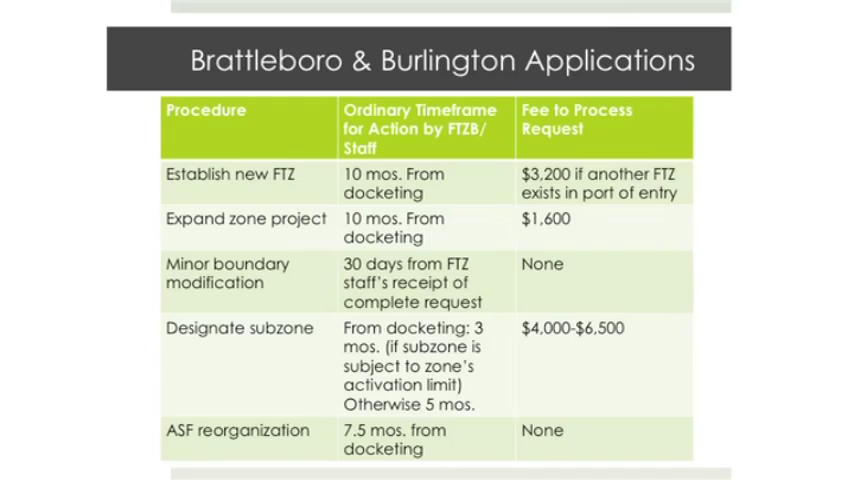 Brattleboro & Burlington Applications
Procedure
Ordinary Timeframe
for Action by FTZB/
Staff
Fee to Process
Request
Establish new FTZ
10 mos. From
docketing
$3,200 if another FTZ
exists in port of entry
Expand zone project
10 mos. From
docketing
$1,600
Minor boundary
modification
30 days from FTZ
staff's receipt of
complete request
None
Designate subzone
From docketing: 3
mos. (if subzone is
subject to zone's
activation limit)
Otherwise 5 mos.
$4,000-$6,500
ASF reorganization
7.5 mos. from
docketing
None